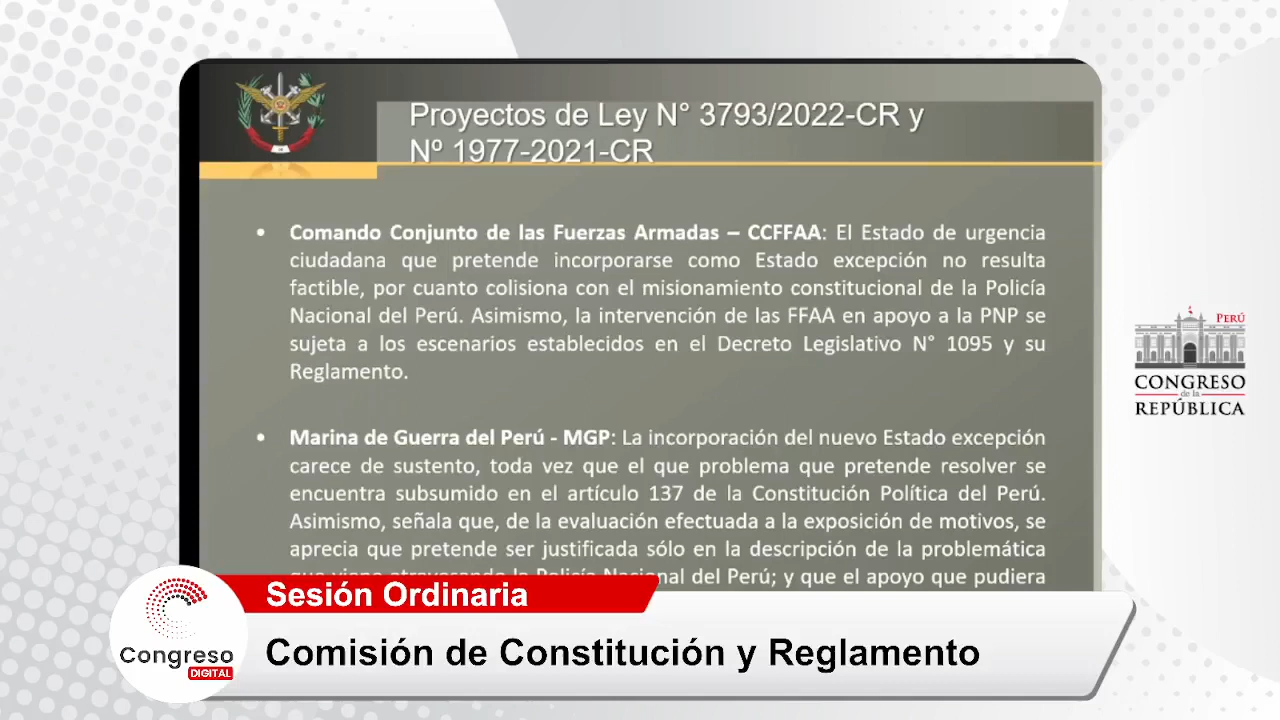 Proyectos de Ley N° 3793/2022-CR y
Nº 1977-2021-CR
• Comando Conjunto de las Fuerzas Armadas – CCFFAA: El Estado de urgencia
ciudadana que pretende incorporarse como Estado excepción no resulta
factible, por cuanto colisiona con el misionamiento constitucional de la Policía
Nacional del Perú. Asimismo, la intervención de las FFAA en apoyo a la PNP se
sujeta a los escenarios establecidos en el Decreto Legislativo N° 1095 y su
Reglamento.
• Marina de Guerra del Perú - MGP: La incorporación del nuevo Estado excepción
carece de sustento, toda vez que el que problema que pretende resolver se
encuentra subsumido en el artículo 137 de la Constitución Política del Perú.
Asimismo, señala que, de la evaluación efectuada a la exposición de motivos, se
aprecia que pretende ser justificada sólo en la descripción de la problemática
que viene atravesando la Policía Nacional del Perú; y que el apoyo que pudiera
PERÚ
CONGRESO
de la
REPÚBLICA
Sesión Ordinaria
Comisión de Constitución y Reglamento
Congreso
DIGITAL